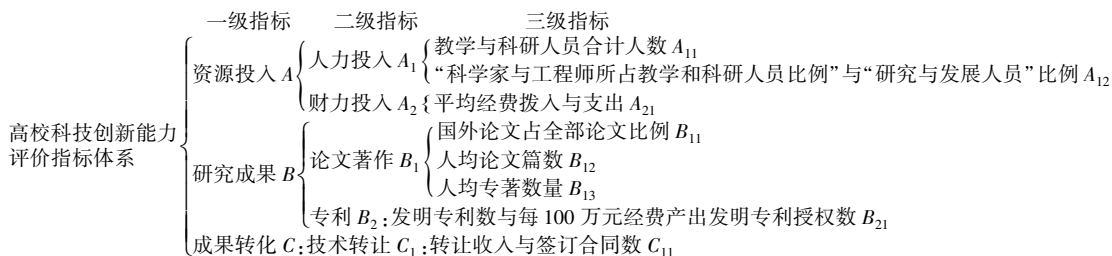 一级指标 二级指标 三级指标
高校科技创新能力
评价指标体系
资源投入 A
人力投入 A₁
教学与科研人员合计人数 A₁₁
“科学家与工程师所占教学和科研人员比例”与“研究与发展人员”比例 A₁₂
财力投入 A₂
平均经费拨入与支出 A₂₁
研究成果 B
论文著作 B₁
国外论文占全部论文比例 B₁₁
人均论文篇数 B₁₂
人均专著数量 B₁₃
专利 B₂:发明专利数与每 100 万元经费产出发明专利授权数 B₂₁
成果转化 C:技术转让 C₁:转让收入与签订合同数 C₁₁